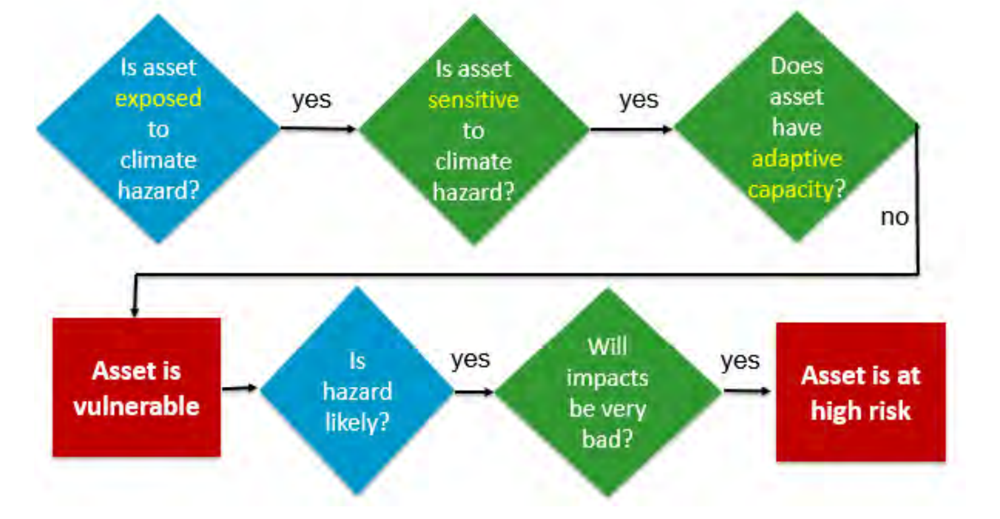 Is asset
exposed
to
climate
hazard?
yes
Is asset
sensitive
to
climate
hazard?
yes
Does
asset
have
adaptive
capacity?
no
Asset is
vulnerable
Is
hazard
likely?
yes
Will
impacts
be very
bad?
yes
Asset is at
high risk